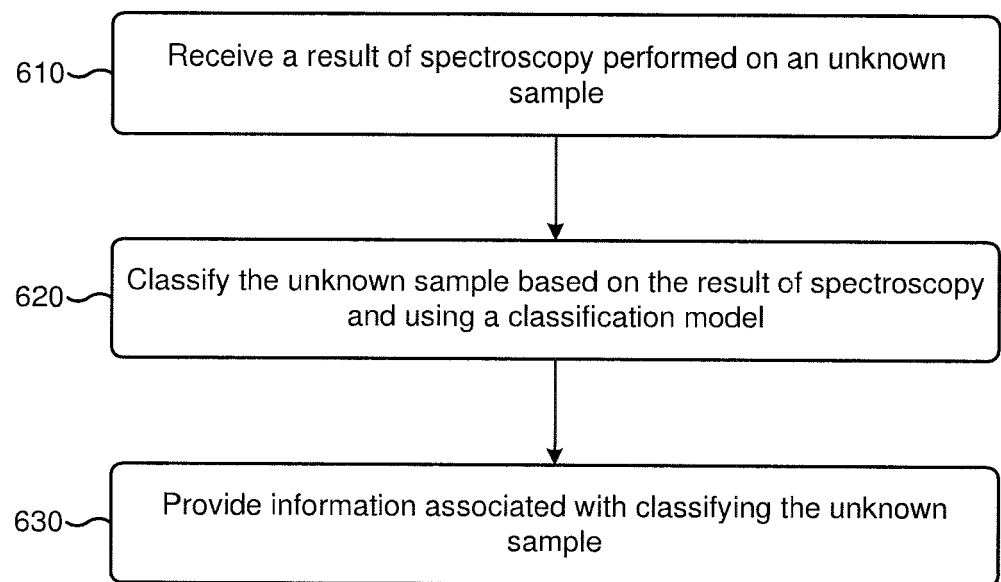 610
Receive a result of spectroscopy performed on an unknown
sample
620
Classify the unknown sample based on the result of spectroscopy
and using a classification model
630
Provide information associated with classifying the unknown
sample